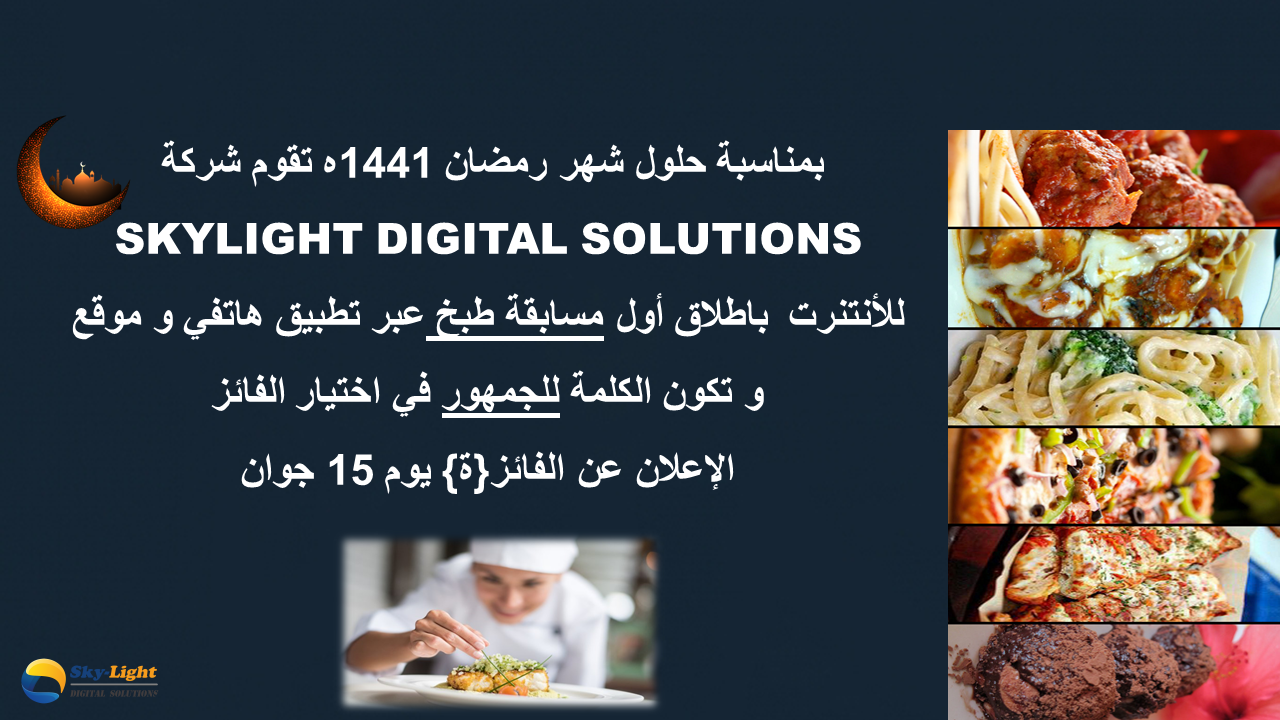 بمناسبة حلول شهر رمضان 1441ه تقوم شركة
SKYLIGHT DIGITAL SOLUTIONS
للأنتنرت باطلاق أول مسابقة طبخ عبر تطبيق هاتفي و موقع
و تكون الكلمة للجمهور في اختيار الفائز
الإعلان عن الفائز{ة} يوم 15 جوان
Sky-Light
DIGITAL SOLUTIONS